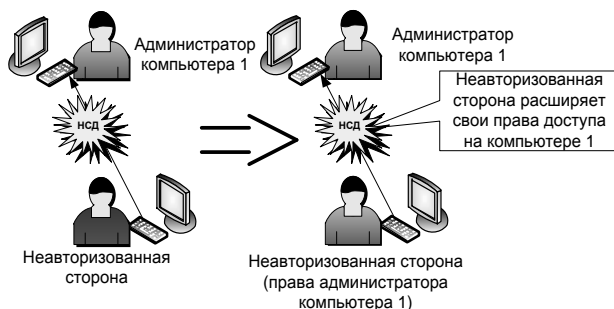 Администратор
компьютера 1
НСД
Неавторизованная
сторона
Администратор
компьютера 1
Неавторизованная
сторона расширяет
свои права доступа
на компьютере 1
НСД
Неавторизованная сторона
(права администратора
компьютера 1)